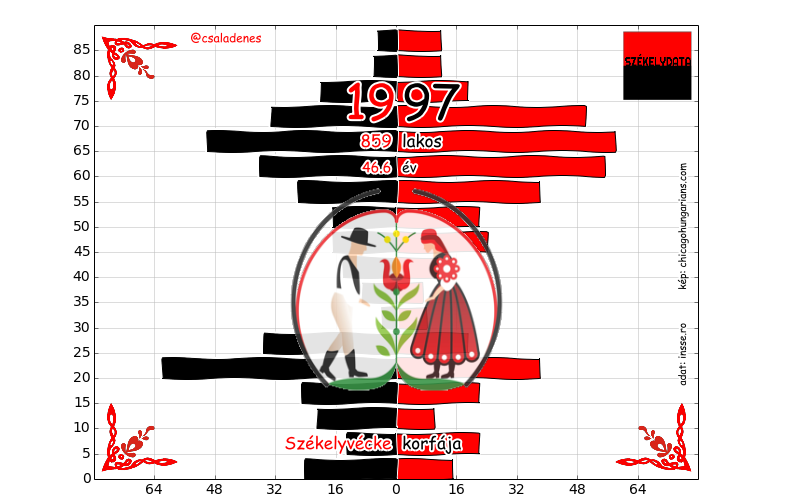 @csaladenes
SZÉKELYDATA
1997
859 lakos
46.6 év
kép: chicagohungarians.com
adat: insse.ro
Székelyvécke korfája
85
80
75
70
65
60
55
50
45
40
35
30
25
20
15
10
5
0
64 48 32 16 0 16 32 48 64